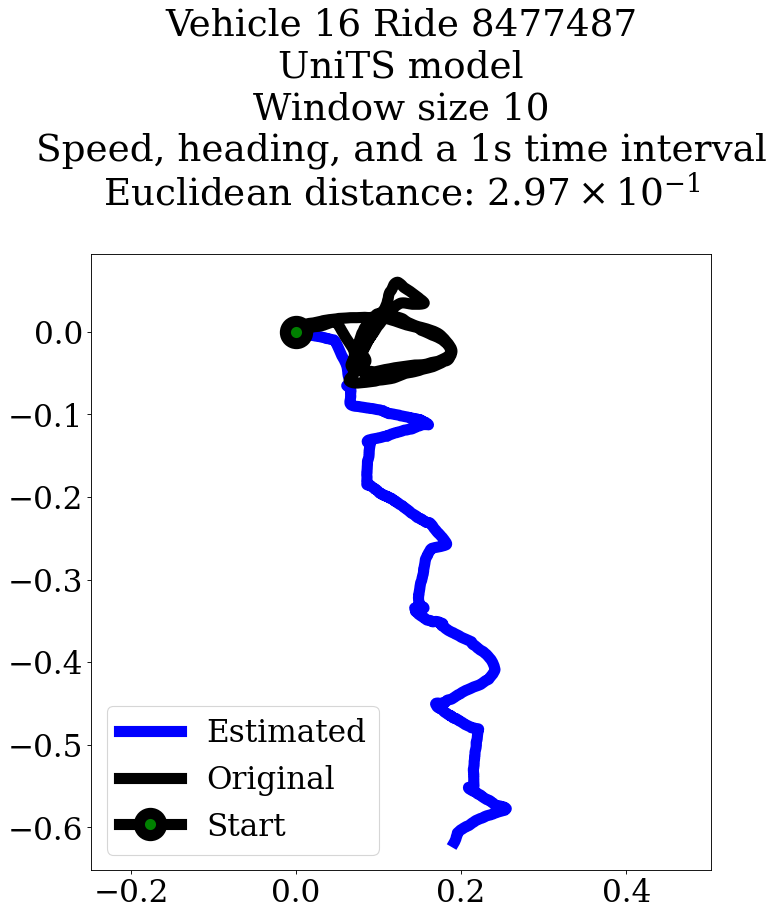 Vehicle 16 Ride 8477487
UniTS model
Window size 10
Speed, heading, and a 1s time interval
Euclidean distance: 2.97 × 10⁻¹
0.0
−0.1
−0.2
−0.3
−0.4
−0.5
−0.6
Estimated
Original
Start
−0.2 0.0 0.2 0.4